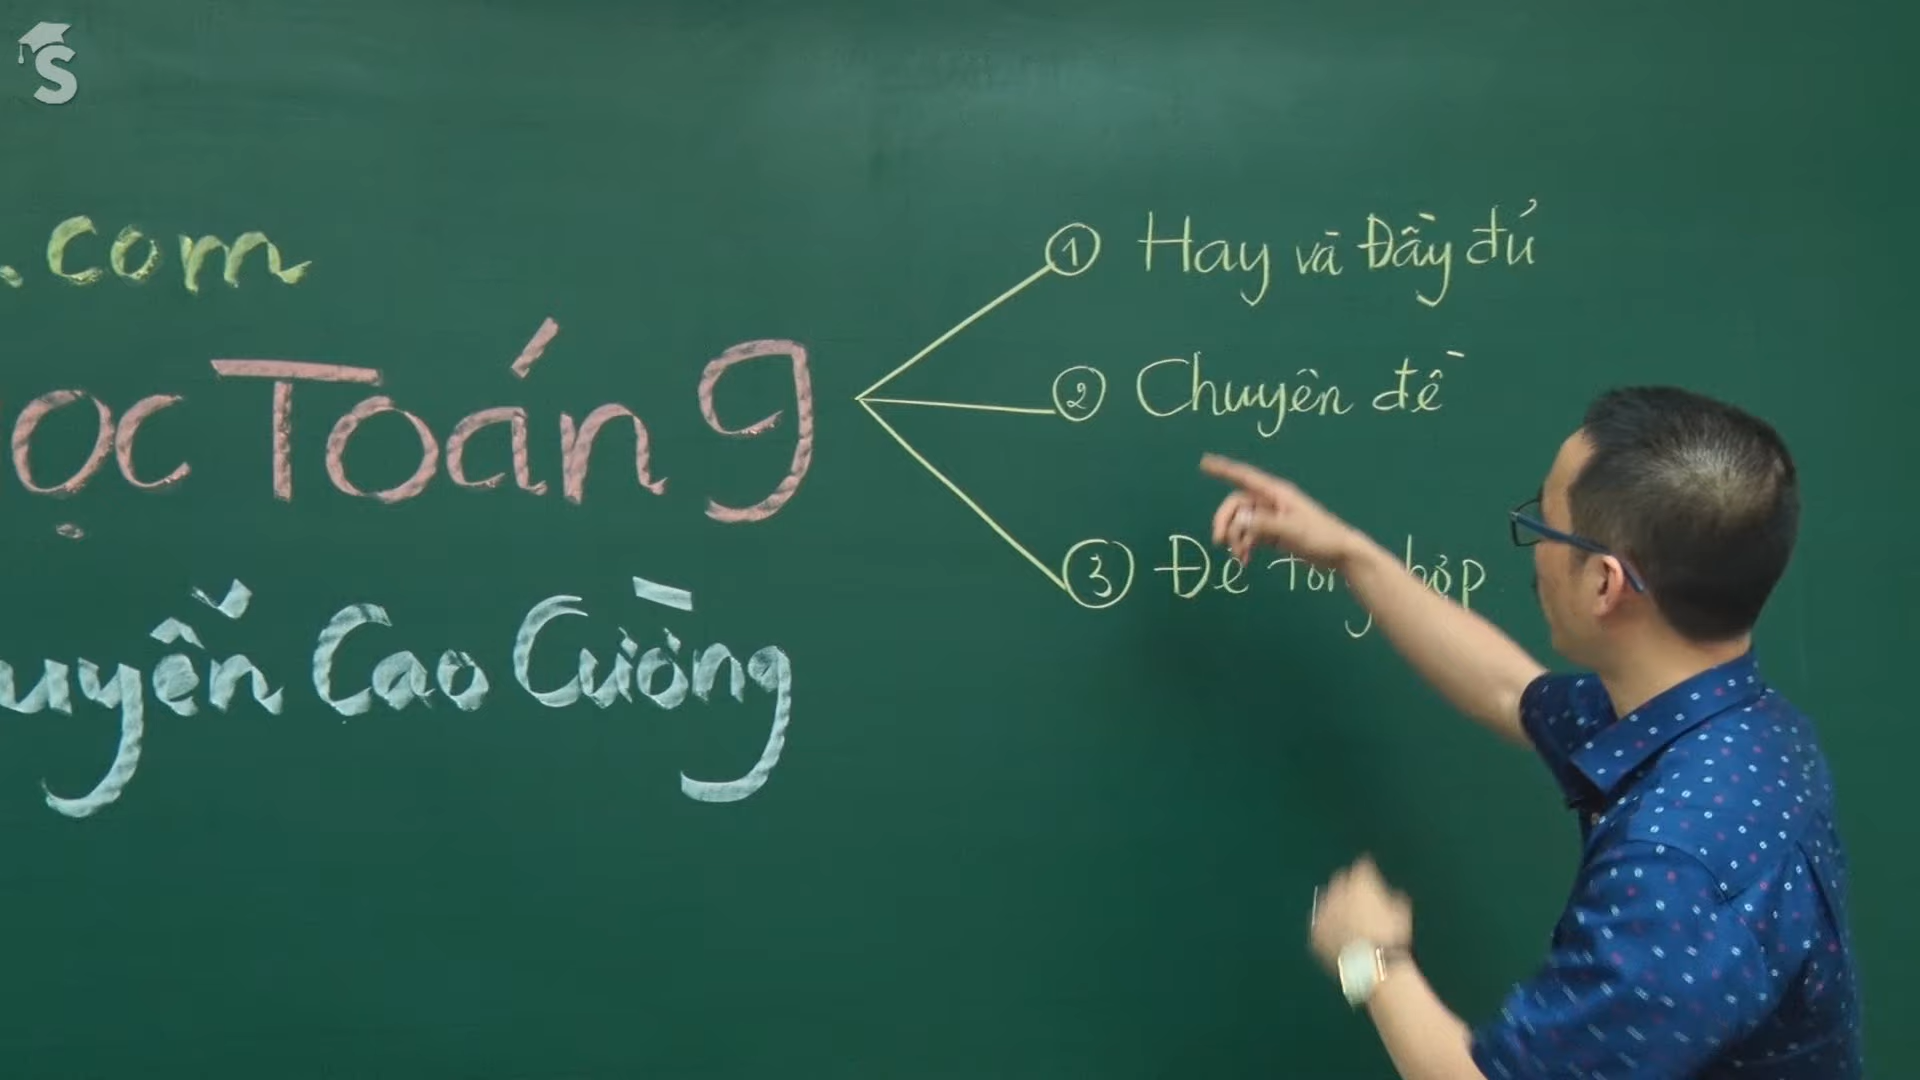 S
.com
ọc Toán 9
uyễn Cao Cường
① Hay và Đầy đủ
② Chuyên đề
③ Đề hợp